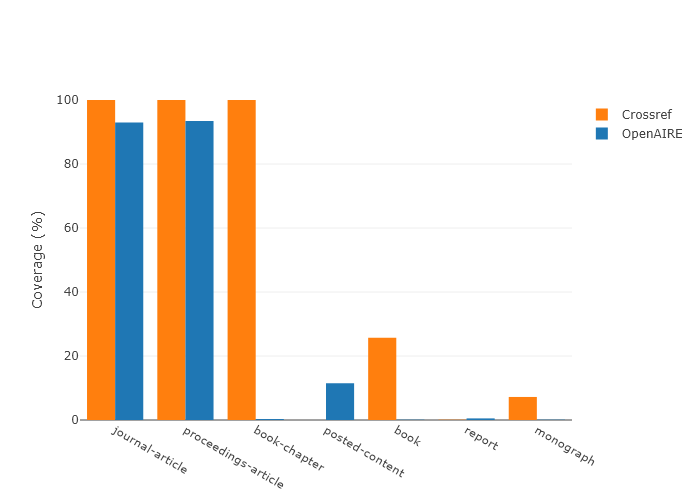 100
80
60
40
20
0
Coverage (%)
journal-article
proceedings-article
book-chapter
posted-content
book
report
monograph
Crossref
OpenAIRE